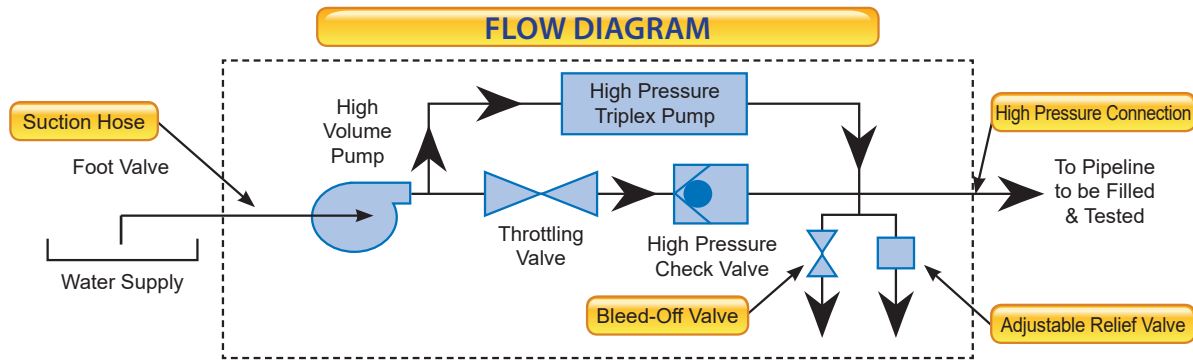 FLOW DIAGRAM
Suction Hose
Foot Valve
Water Supply
High
Volume
Pump
High Pressure
Triplex Pump
Throttling
Valve
High Pressure
Check Valve
Bleed-Off Valve
High Pressure Connection
To Pipeline
to be Filled
& Tested
Adjustable Relief Valve